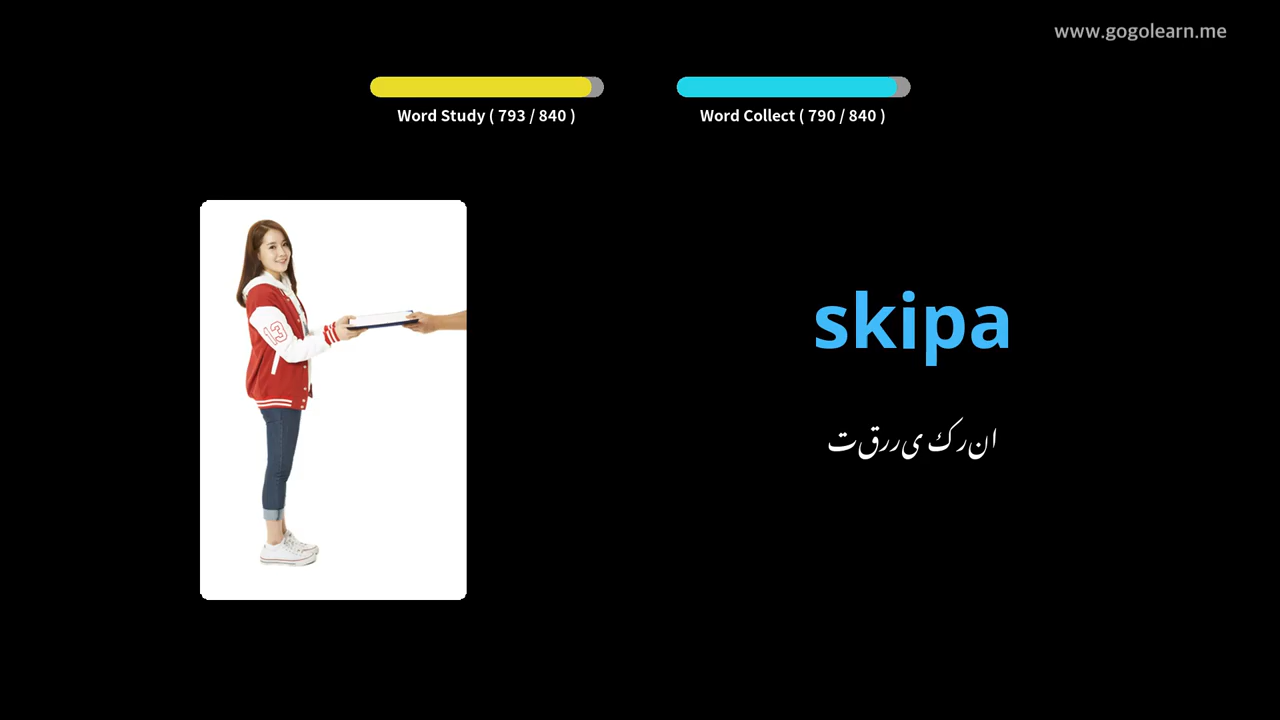 www.gogolearn.me
Word Study ( 793 / 840 )
Word Collect ( 790 / 840 )
skipa
تقرری کرنا